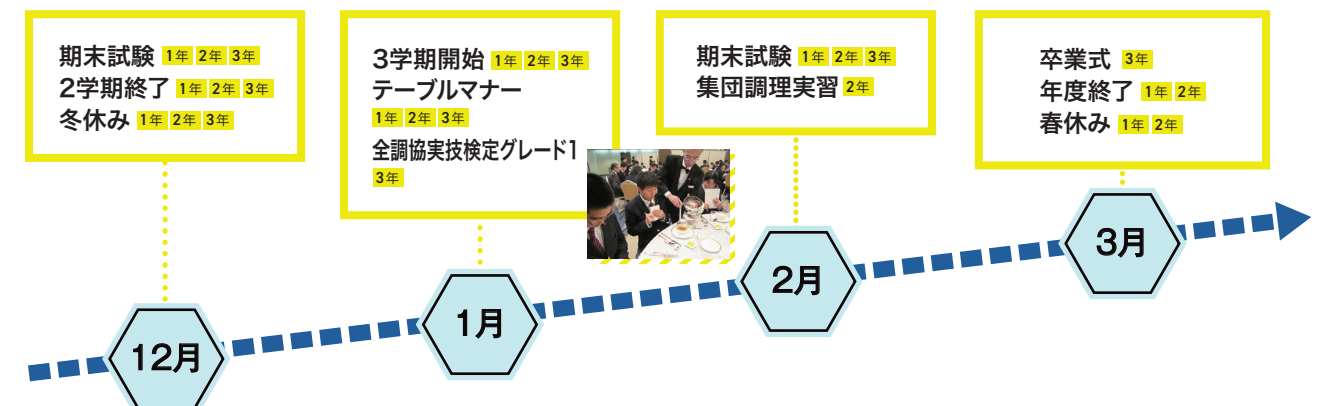 期末試験 1年 2年 3年
2学期終了 1年 2年 3年
冬休み 1年 2年 3年
12月
3学期開始 1年 2年 3年
テーブルマナー
1年 2年 3年
全調協実技検定グレード1
3年
1月
期末試験 1年 2年 3年
集団調理実習 2年
2月
卒業式 3年
年度終了 1年 2年
春休み 1年 2年
3月